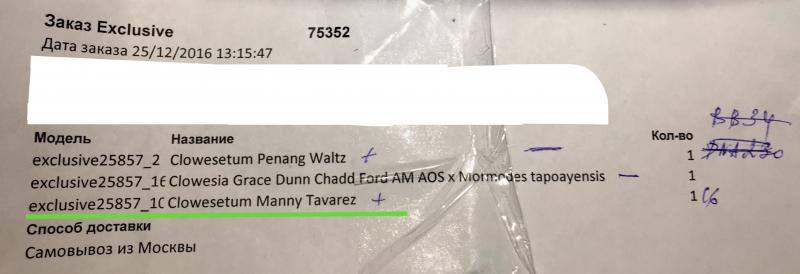 Заказ Exclusive 75352
Дата заказа 25/12/2016 13:15:47
Модель Название Кол-во
exclusive25857_2 Clowesetum Penang Waltz + — 1
exclusive25857_16 Clowesia Grace Dunn Chadd Ford AM AOS x Mormodes tapoayensis — 1
exclusive25857_10 Clowesetum Manny Tavarez + 1
Способ доставки
Самовывоз из Москвы